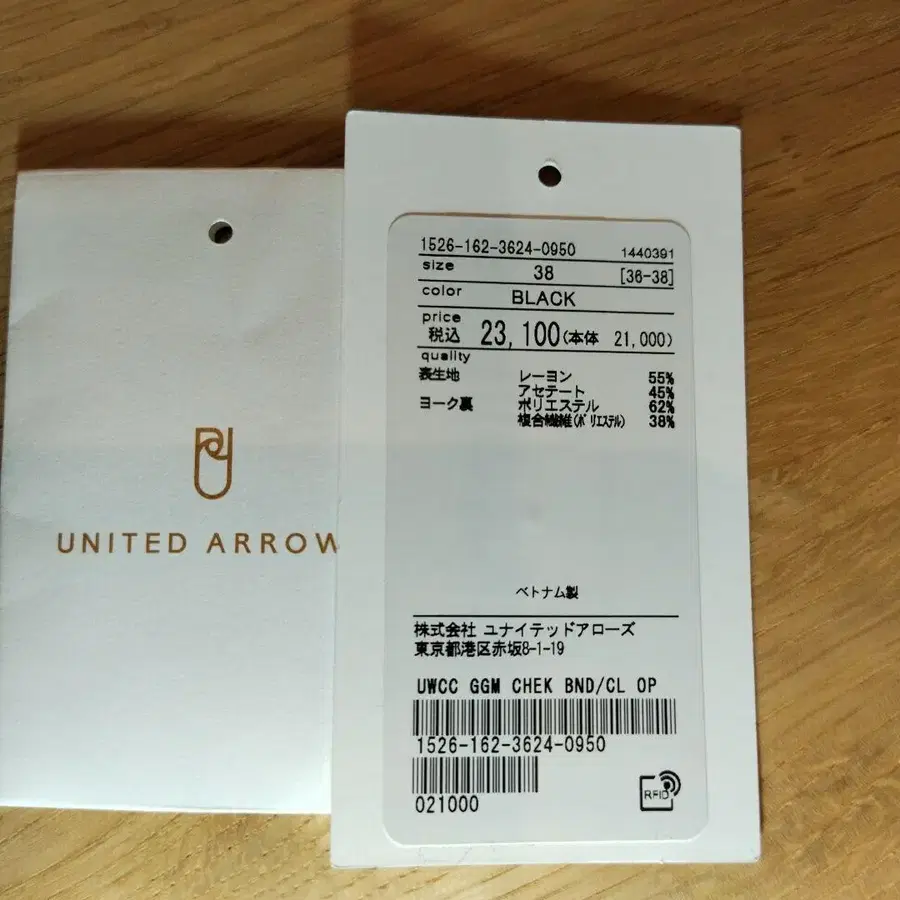 UNITED ARROW
1526-162-3624-0950 1440391
size 38 [36-38]
color BLACK
price
税込 23,100(本体 21,000)
quality
表生地 レーヨン 55%
アセテート 45%
ヨーク裏 ポリエステル 62%
複合繊維(ポリエステル) 38%
ベトナム製
株式会社 ユナイテッドアローズ
東京都港区赤坂8-1-19
UWCC GGM CHEK BND/CL OP
1526-162-3624-0950
021000
RFID